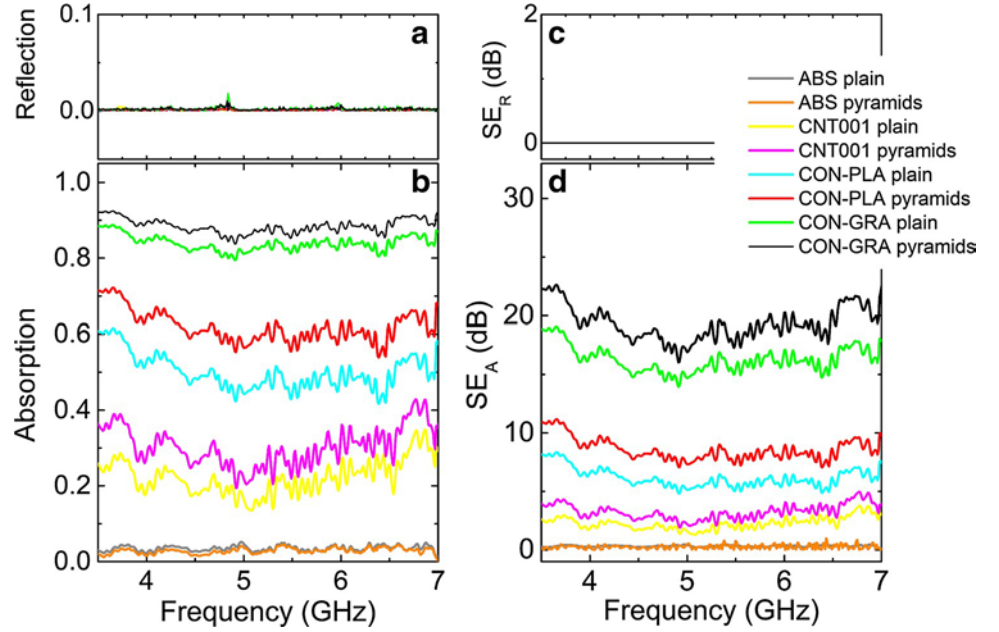 a
Reflection
0.1
0.0
b
Absorption
1.0
0.8
0.6
0.4
0.2
0.0
4 5 6 7
Frequency (GHz)
c
SE_R (dB)
2
0
d
SE_A (dB)
30
20
10
0
4 5 6 7
Frequency (GHz)
ABS plain
ABS pyramids
CNT001 plain
CNT001 pyramids
CON-PLA plain
CON-PLA pyramids
CON-GRA plain
CON-GRA pyramids